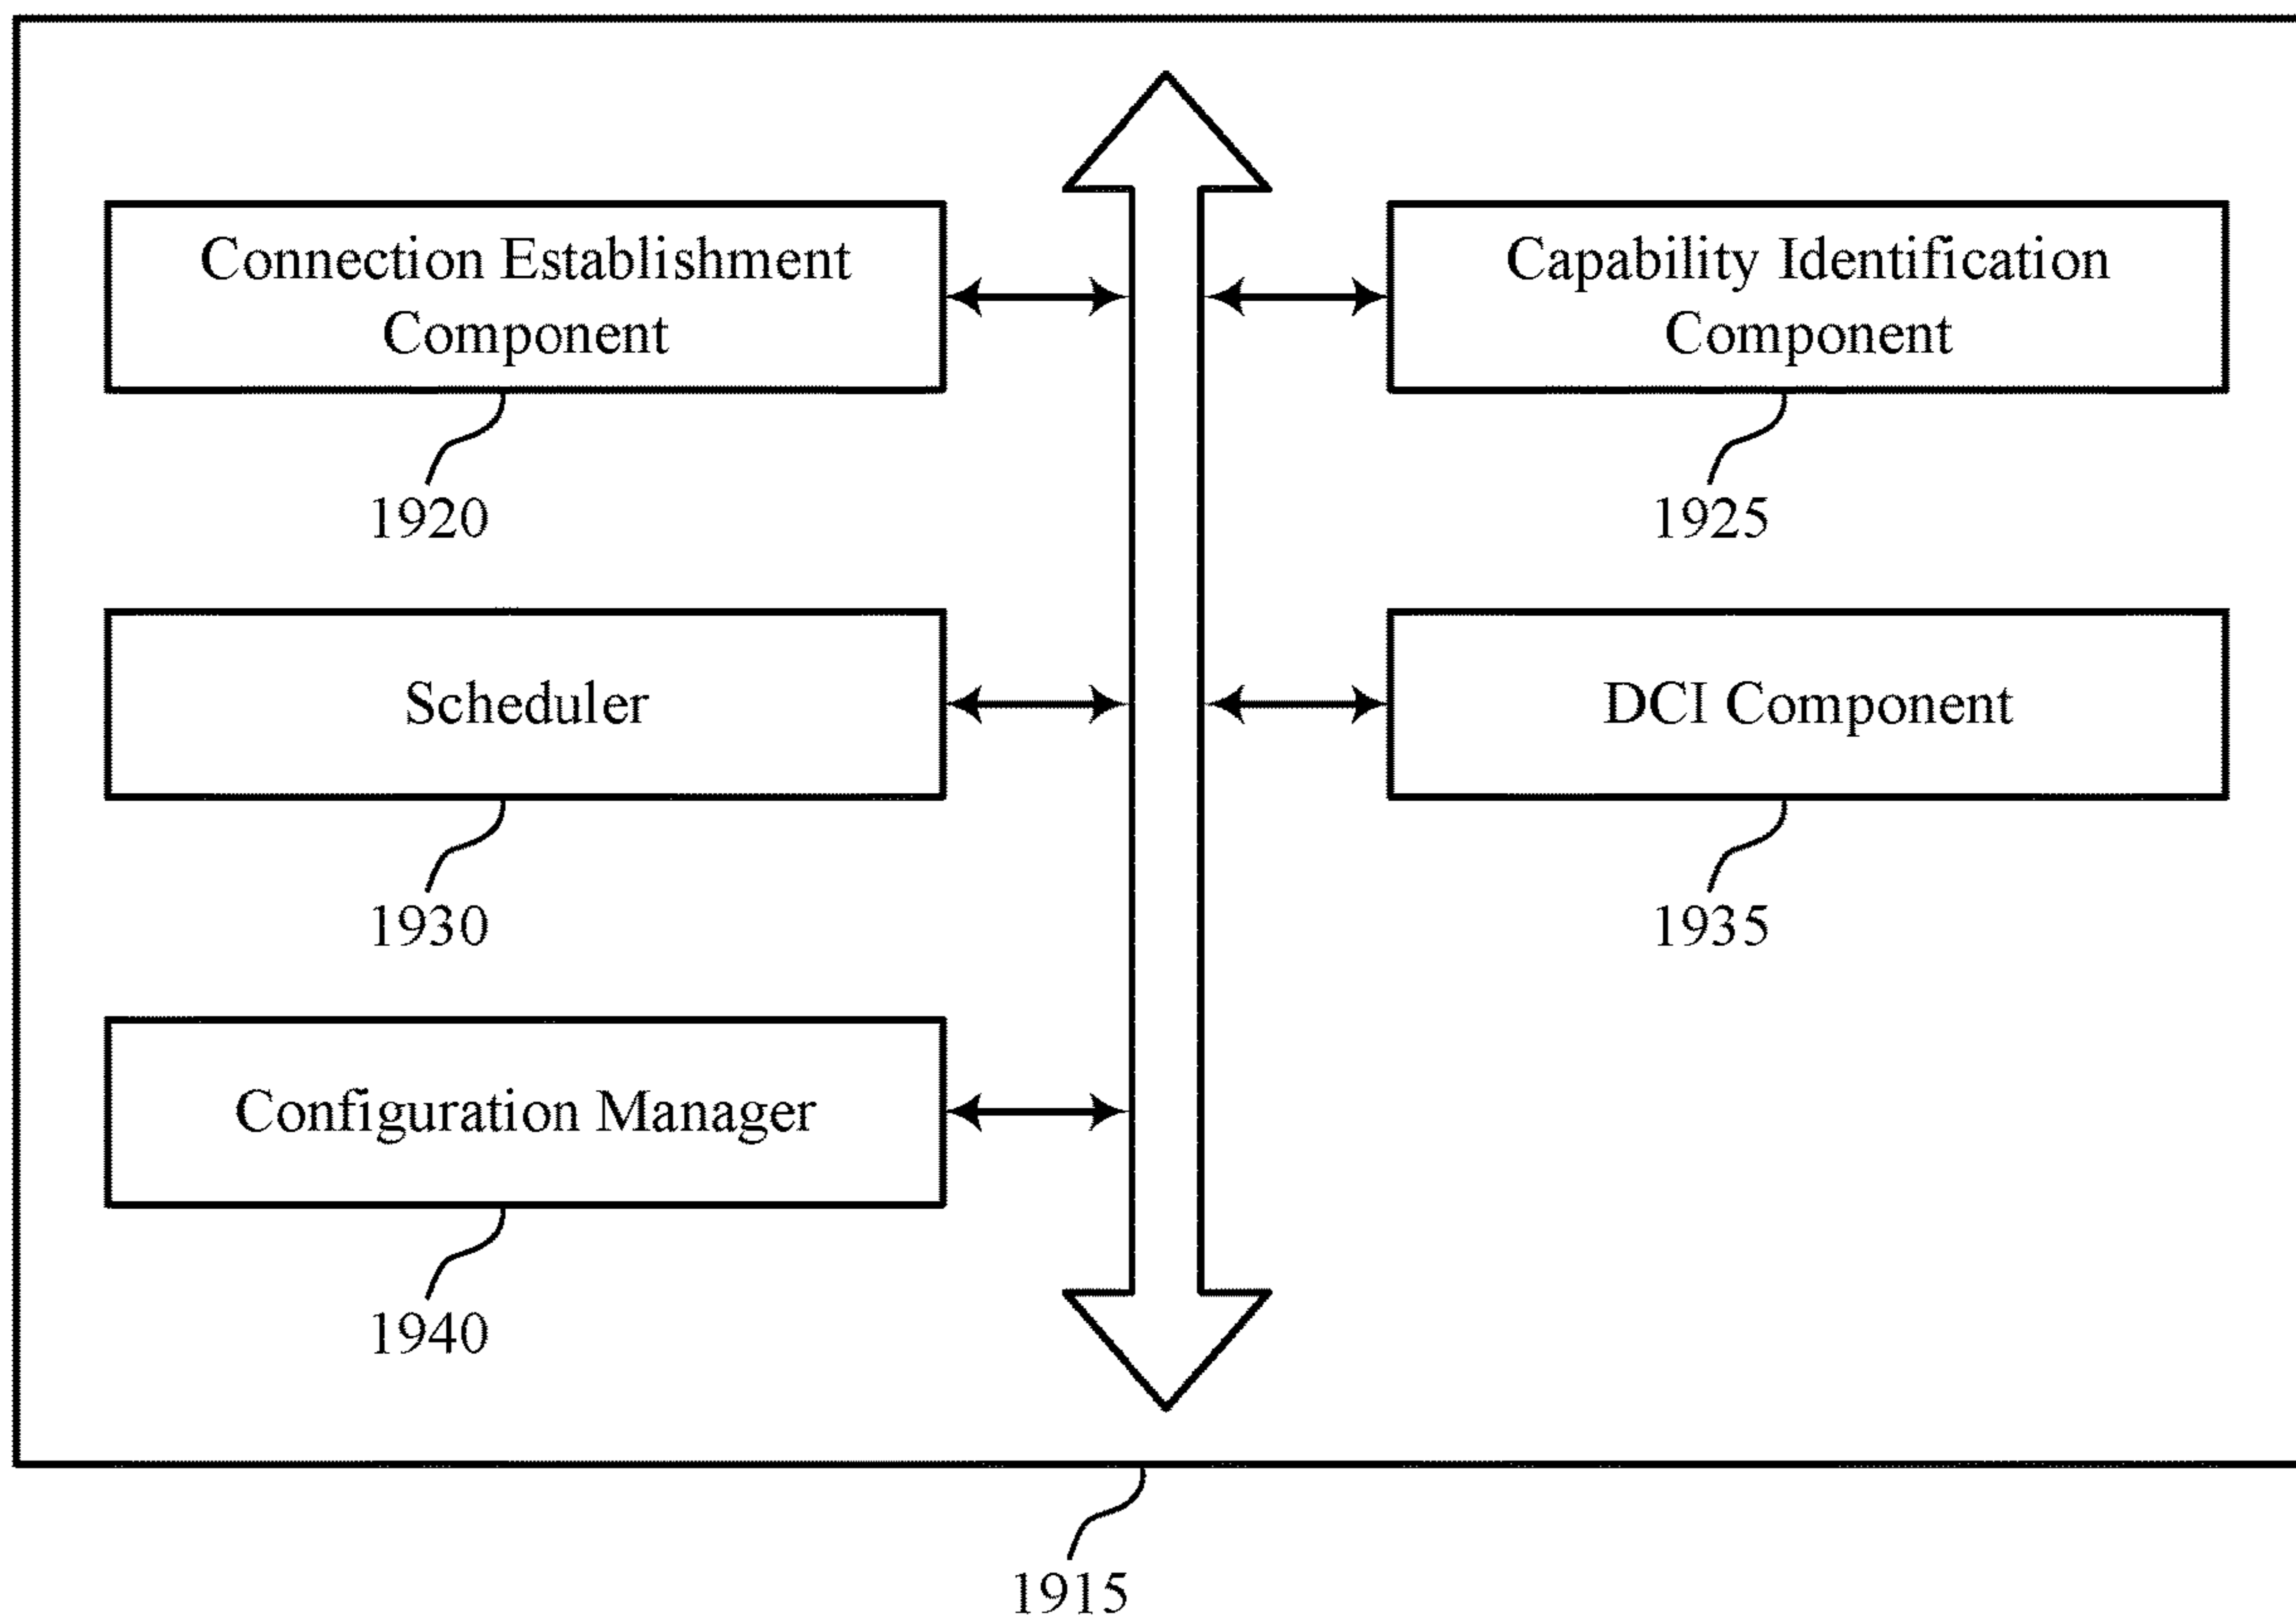 Connection Establishment
Component
1920
Capability Identification
Component
1925
Scheduler
1930
DCI Component
1935
Configuration Manager
1940
1915